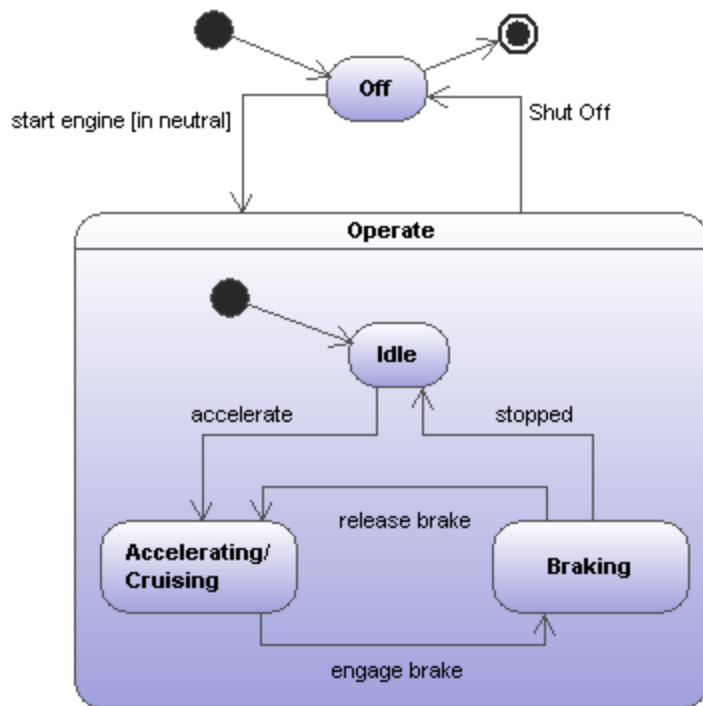 Off
start engine [in neutral]
Shut Off
Operate
Idle
accelerate
stopped
release brake
Accelerating/
Cruising
Braking
engage brake